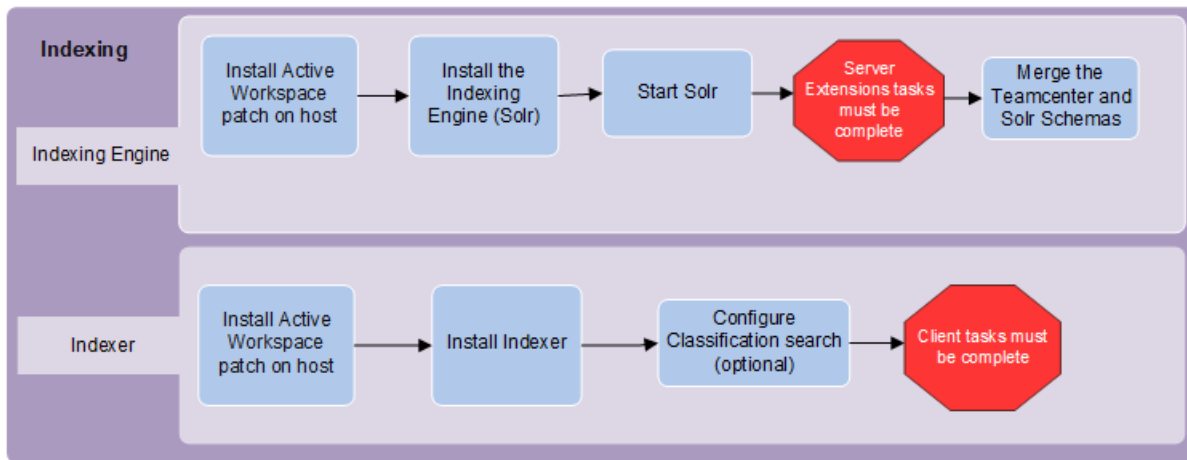 Indexing
Indexing Engine
Install Active
Workspace
patch on host
Install the
Indexing
Engine (Solr)
Start Solr
Server
Extensions tasks
must be
complete
Merge the
Teamcenter and
Solr Schemas
Indexer
Install Active
Workspace
patch on host
Install Indexer
Configure
Classification search
(optional)
Client tasks must
be complete